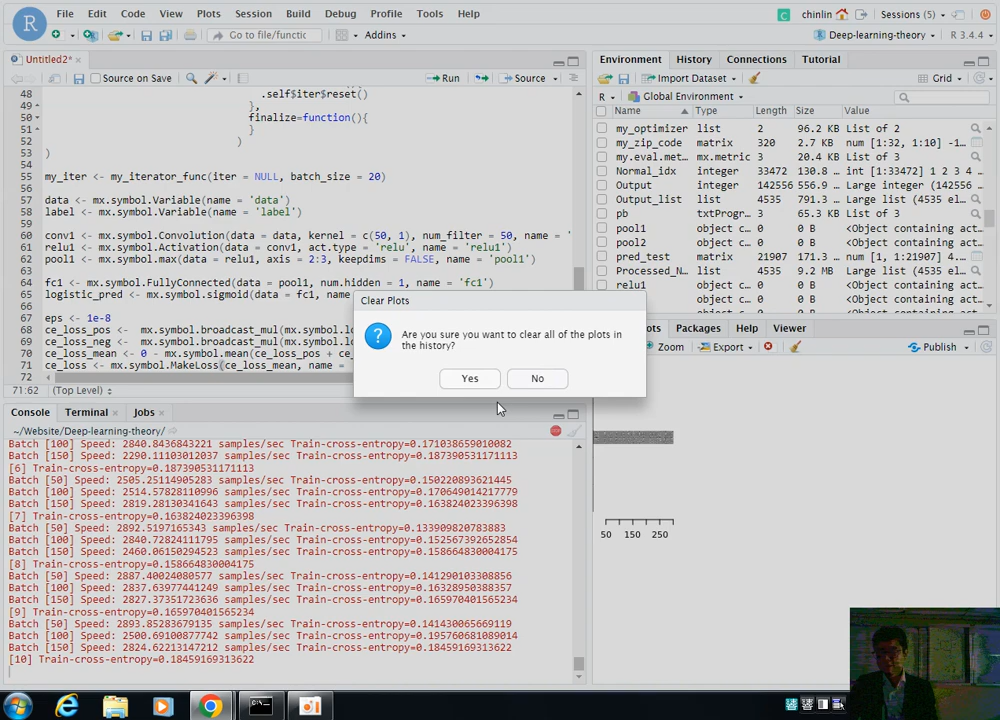 R
File Edit Code View Plots Session Build Debug Profile Tools Help
chinlin Sessions (5)
Go to file/functic Addins
Deep-learning-theory R 3.4.4
Untitled2*
Source on Save Run Source
48 .self$iter$reset()
49 },
50 finalize=function(){
51 }
52 )
53 )
54
55 my_iter <- my_iterator_func(iter = NULL, batch_size = 20)
56
57 data <- mx.symbol.Variable(name = 'data')
58 label <- mx.symbol.Variable(name = 'label')
59
60 conv1 <- mx.symbol.Convolution(data = data, kernel = c(50, 1), num_filter = 50, name = '
61 relu1 <- mx.symbol.Activation(data = conv1, act.type = 'relu', name = 'relu1')
62 pool1 <- mx.symbol.max(data = relu1, axis = 2:3, keepdims = FALSE, name = 'pool1')
63
64 fc1 <- mx.symbol.FullyConnected(data = pool1, num.hidden = 1, name = 'fc1')
65 logistic_pred <- mx.symbol.sigmoid(data = fc1, name
66
67 eps <- 1e-8
68 ce_loss_pos <- mx.symbol.broadcast_mul(mx.symbol.lo
69 ce_loss_neg <- mx.symbol.broadcast_mul(mx.symbol.lo
70 ce_loss_mean <- 0 - mx.symbol.mean(ce_loss_pos + ce_
71 ce_loss <- mx.symbol.MakeLoss(ce_loss_mean, name =
72
71:62 (Top Level)
Clear Plots
Are you sure you want to clear all of the plots in
the history?
Yes No
Environment History Connections Tutorial
Import Dataset Grid
R Global Environment
Name Type Length Size Value
my_optimizer list 2 96.2 KB List of 2
my_zip_code matrix 320 2.7 KB num [1:32, 1:10] -1…
my.eval.met… mx.metric 3 20.4 KB List of 3
Normal_idx integer 33472 130.8 … int [1:33472] 1 2 3 4
Output integer 142556 556.9 … Large integer (142556
Output_list list 4535 791.3 … Large list (4535 el
pb txtProgr… 3 65.3 KB List of 3
pool1 object c… 0 0 B <Object containing act…
pool2 object c… 0 0 B <Object containing act…
pred_test matrix 21907 171.3 … num [1, 1:21907] 4.…
Processed_N… list 4535 9.2 MB Large list (4535 ele
relu1 object c… 0 0 B <Object containing act…
object c… 0 0 B <Object containing act…
ots Packages Help Viewer
Zoom Export Publish
50 150 250
Console Terminal Jobs
~/Website/Deep-learning-theory/
Batch [100] Speed: 2840.8436843221 samples/sec Train-cross-entropy=0.171038659010082
Batch [150] Speed: 2290.11103012037 samples/sec Train-cross-entropy=0.187390531171113
[6] Train-cross-entropy=0.187390531171113
Batch [50] Speed: 2505.25114905283 samples/sec Train-cross-entropy=0.150220893621445
Batch [100] Speed: 2514.57828110996 samples/sec Train-cross-entropy=0.170649014217779
Batch [150] Speed: 2819.28130341643 samples/sec Train-cross-entropy=0.163824023396398
[7] Train-cross-entropy=0.163824023396398
Batch [50] Speed: 2892.5197165343 samples/sec Train-cross-entropy=0.133909820783883
Batch [100] Speed: 2840.72824111795 samples/sec Train-cross-entropy=0.152567392652854
Batch [150] Speed: 2460.06150294523 samples/sec Train-cross-entropy=0.158664830004175
[8] Train-cross-entropy=0.158664830004175
Batch [50] Speed: 2887.40024080577 samples/sec Train-cross-entropy=0.141290103308856
Batch [100] Speed: 2837.63977741249 samples/sec Train-cross-entropy=0.16328950388357
Batch [150] Speed: 2827.37351723636 samples/sec Train-cross-entropy=0.165970401565234
[9] Train-cross-entropy=0.165970401565234
Batch [50] Speed: 2893.85283679135 samples/sec Train-cross-entropy=0.141430065669119
Batch [100] Speed: 2500.69100877742 samples/sec Train-cross-entropy=0.195760681089014
Batch [150] Speed: 2824.62213147212 samples/sec Train-cross-entropy=0.18459169313622
[10] Train-cross-entropy=0.18459169313622